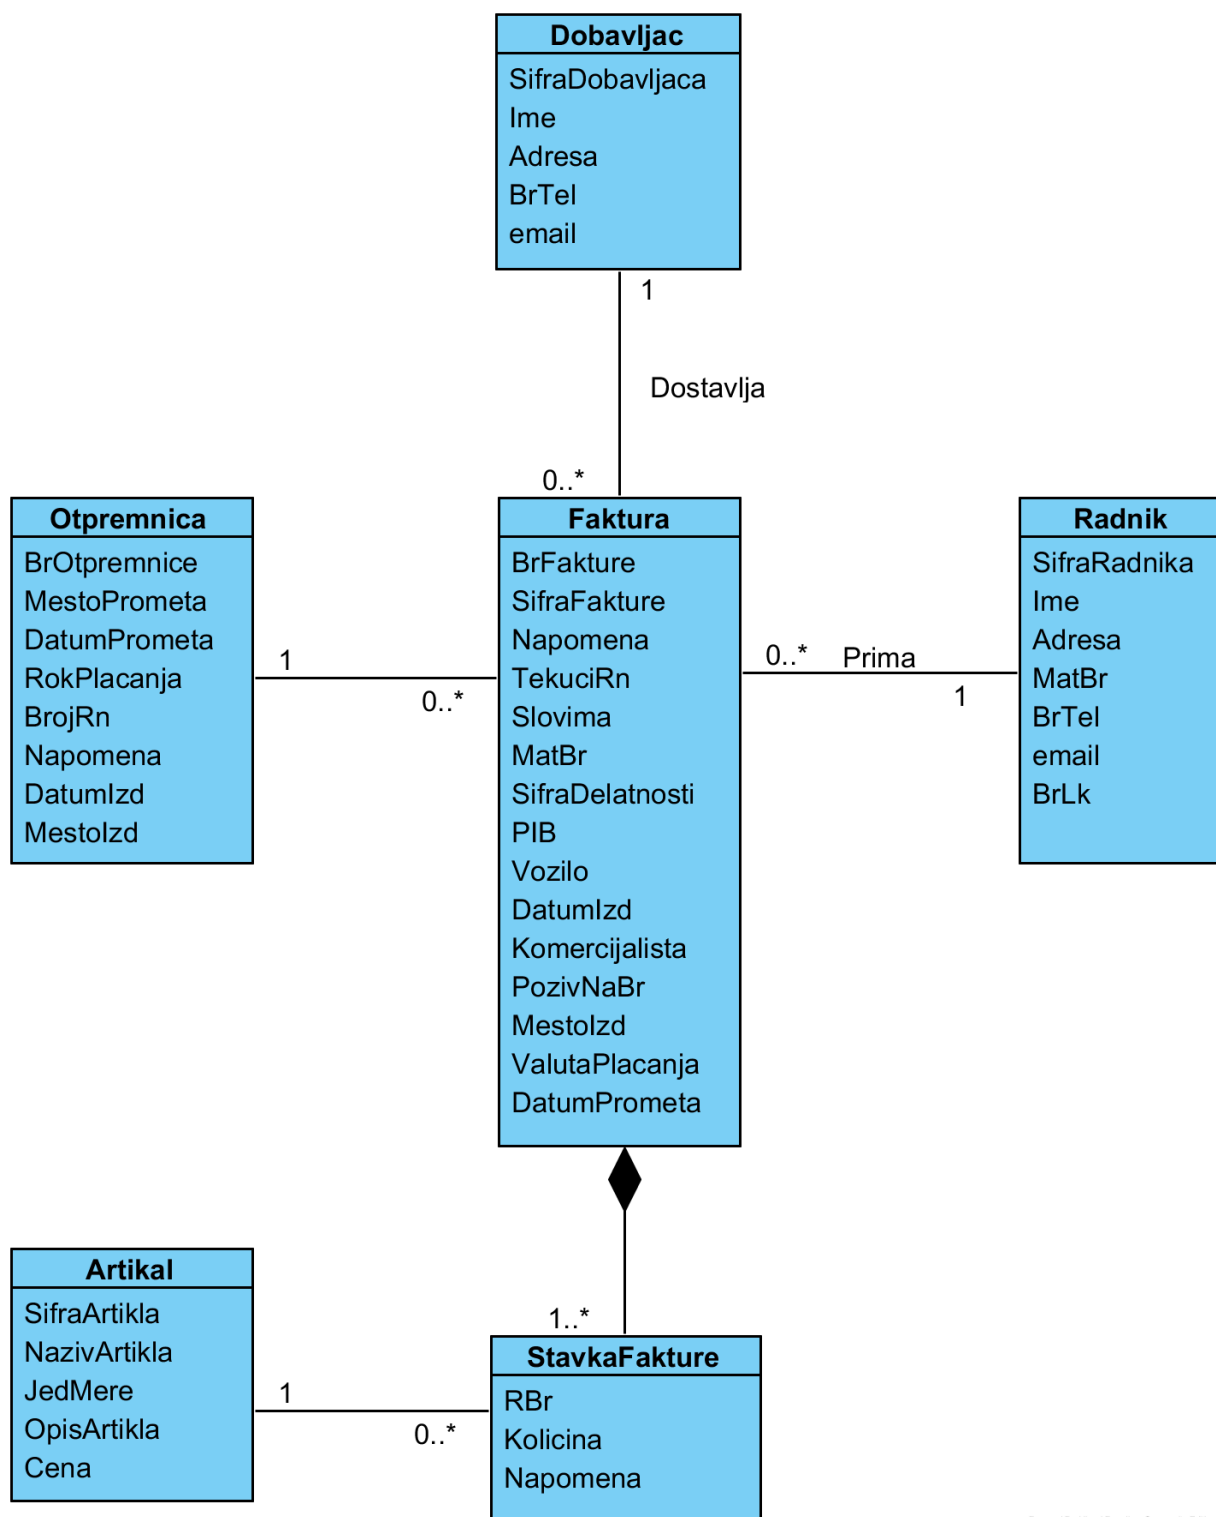 Dobavljac
SifraDobavljaca
Ime
Adresa
BrTel
email
1
Dostavlja
0..*
Otpremnica
BrOtpremnice
MestoPrometa
DatumPrometa
RokPlacanja
BrojRn
Napomena
DatumIzd
MestoIzd
1
0..*
Faktura
BrFakture
SifraFakture
Napomena
TekuciRn
Slovima
MatBr
SifraDelatnosti
PIB
Vozilo
DatumIzd
Komercijalista
PozivNaBr
MestoIzd
ValutaPlacanja
DatumPrometa
0..*
Prima
1
Radnik
SifraRadnika
Ime
Adresa
MatBr
BrTel
email
BrLk
Artikal
SifraArtikla
NazivArtikla
JedMere
OpisArtikla
Cena
1
0..*
1..*
StavkaFakture
RBr
Kolicina
Napomena